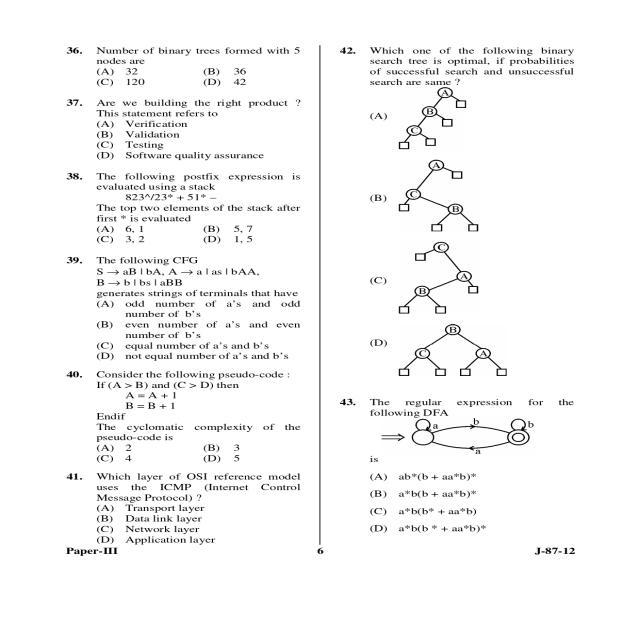 36. Number of binary trees formed with 5
nodes are
(A) 32 (B) 36
(C) 120 (D) 42
37. Are we building the right product ?
This statement refers to
(A) Verification
(B) Validation
(C) Testing
(D) Software quality assurance
38. The following postfix expression is
evaluated using a stack
823^/23* + 51* –
The top two elements of the stack after
first * is evaluated
(A) 6, 1 (B) 5, 7
(C) 3, 2 (D) 1, 5
39. The following CFG
S → aB | bA, A → a | as | bAA,
B → b | bs | aBB
generates strings of terminals that have
(A) odd number of a's and odd
number of b's
(B) even number of a's and even
number of b's
(C) equal number of a's and b's
(D) not equal number of a's and b's
40. Consider the following pseudo-code :
If (A > B) and (C > D) then
A = A + 1
B = B + 1
Endif
The cyclomatic complexity of the
pseudo-code is
(A) 2 (B) 3
(C) 4 (D) 5
41. Which layer of OSI reference model
uses the ICMP (Internet Control
Message Protocol) ?
(A) Transport layer
(B) Data link layer
(C) Network layer
(D) Application layer
42. Which one of the following binary
search tree is optimal, if probabilities
of successful search and unsuccessful
search are same ?
(A)
A
B
C
(B)
A
C
B
(C)
C
A
B
(D)
B
C A
43. The regular expression for the
following DFA
a b b
a
is
(A) ab*(b + aa*b)*
(B) a*b(b + aa*b)*
(C) a*b(b* + aa*b)
(D) a*b(b * + aa*b)*
Paper-III 6 J-87-12